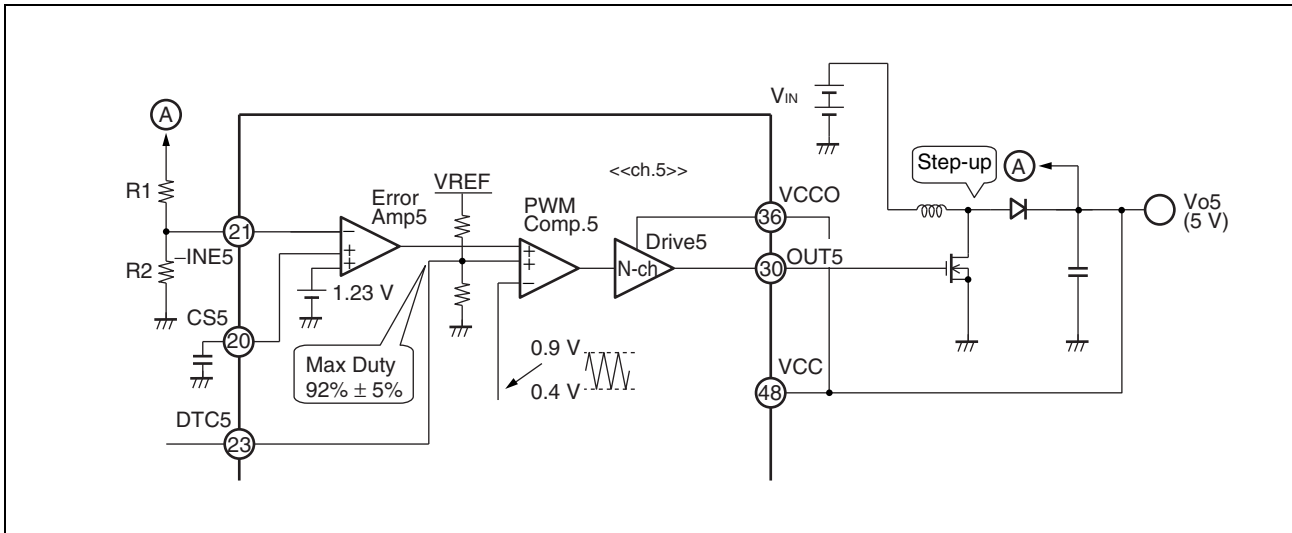 A
R1
R2
21
–INE5
CS5
20
DTC5
23
Error
Amp5
1.23 V
VREF
Max Duty
92% ± 5%
PWM
Comp.5
0.9 V
0.4 V
<<ch.5>>
Drive5
N-ch
VCCO
36
OUT5
30
VCC
48
VIN
Step-up
A
Vo5
(5 V)